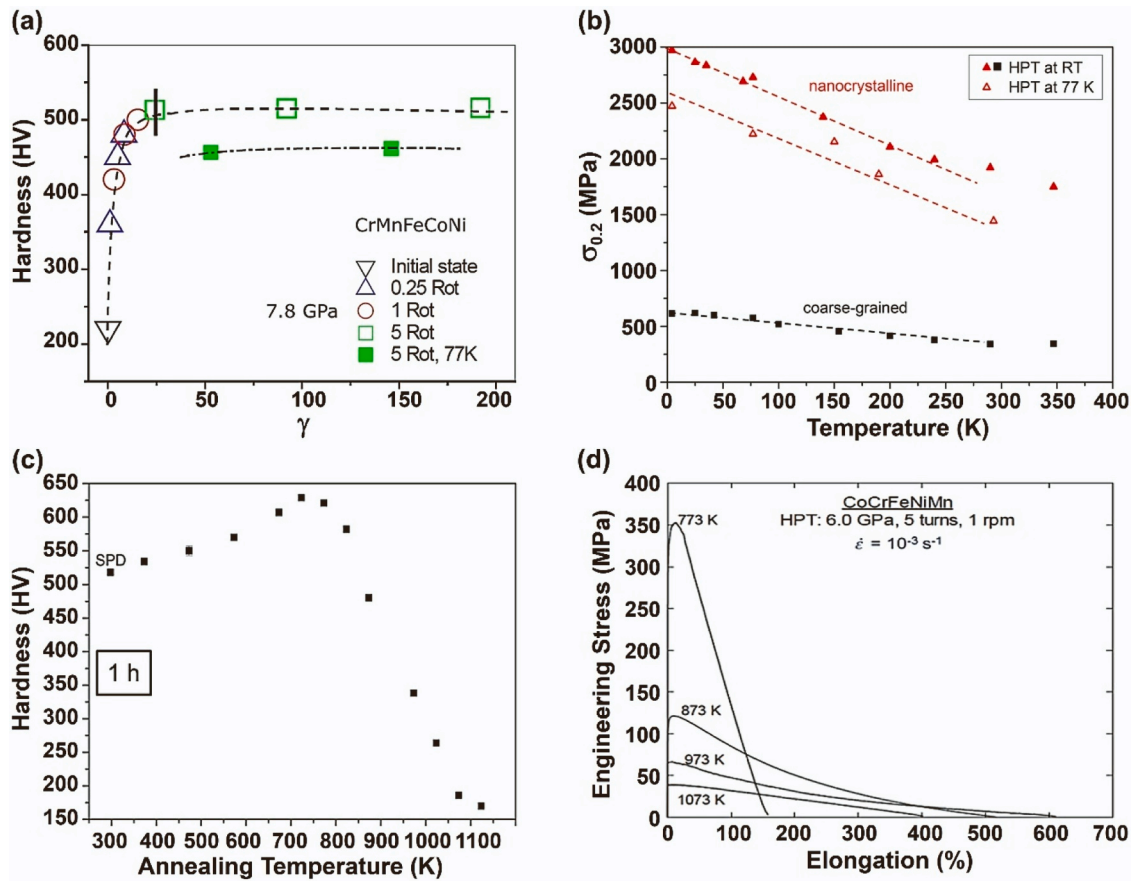 (a)
600
500
400
300
200
Hardness (HV)
0
50
100
150
200
γ
CrMnFeCoNi
7.8 GPa
Initial state
0.25 Rot
1 Rot
5 Rot
5 Rot, 77K
(b)
3000
2500
2000
1500
1000
500
0
σ0.2 (MPa)
nanocrystalline
HPT at RT
HPT at 77 K
coarse-grained
0
50
100
150
200
250
300
350
400
Temperature (K)
(c)
650
600
550
500
450
400
350
300
250
200
150
Hardness (HV)
SPD
1 h
300 400 500 600 700 800 900 1000 1100
Annealing Temperature (K)
(d)
400
350
300
250
200
150
100
50
0
Engineering Stress (MPa)
CoCrFeNiMn
HPT: 6.0 GPa, 5 turns, 1 rpm
ε̇ = 10⁻³ s⁻¹
773 K
873 K
973 K
1073 K
0 100 200 300 400 500 600 700
Elongation (%)